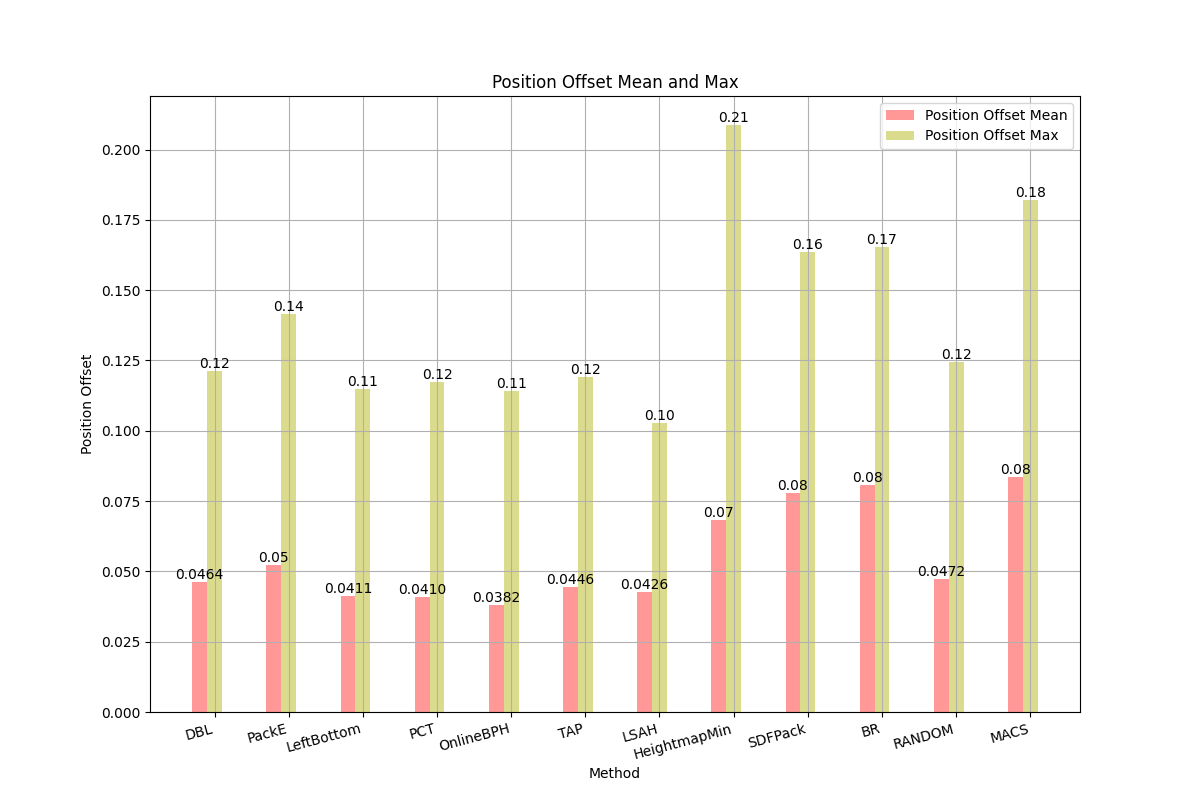 Position Offset Mean and Max
Position Offset Mean
Position Offset Max
Position Offset
0.200
0.175
0.150
0.125
0.100
0.075
0.050
0.025
0.000
0.0464
0.12
0.05
0.14
0.0411
0.11
0.0410
0.12
0.0382
0.11
0.0446
0.12
0.0426
0.10
0.07
0.21
0.08
0.16
0.08
0.17
0.0472
0.12
0.08
0.18
DBL
PackE
LeftBottom
PCT
OnlineBPH
TAP
LSAH
HeightmapMin
SDFPack
BR
RANDOM
MACS
Method